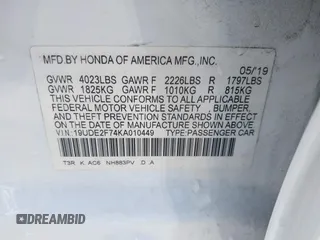 MFD. BY HONDA OF AMERICA MFG.,INC.
05/19
GVWR 4023LBS GAWR F 2226LBS R 1797LBS
GVWR 1825KG GAWR F 1010KG R 815KG
THIS VEHICLE CONFORMS TO ALL APPLICABLE
FEDERAL MOTOR VEHICLE SAFETY, BUMPER,
AND THEFT PREVENTION STANDARDS IN EFFECT
ON THE DATE OF MANUFACTURE SHOWN ABOVE.
VIN: 19UDE2F74KA010449 TYPE:PASSENGER CAR
T3R K AC6 NH883PV D A
DREAMBID